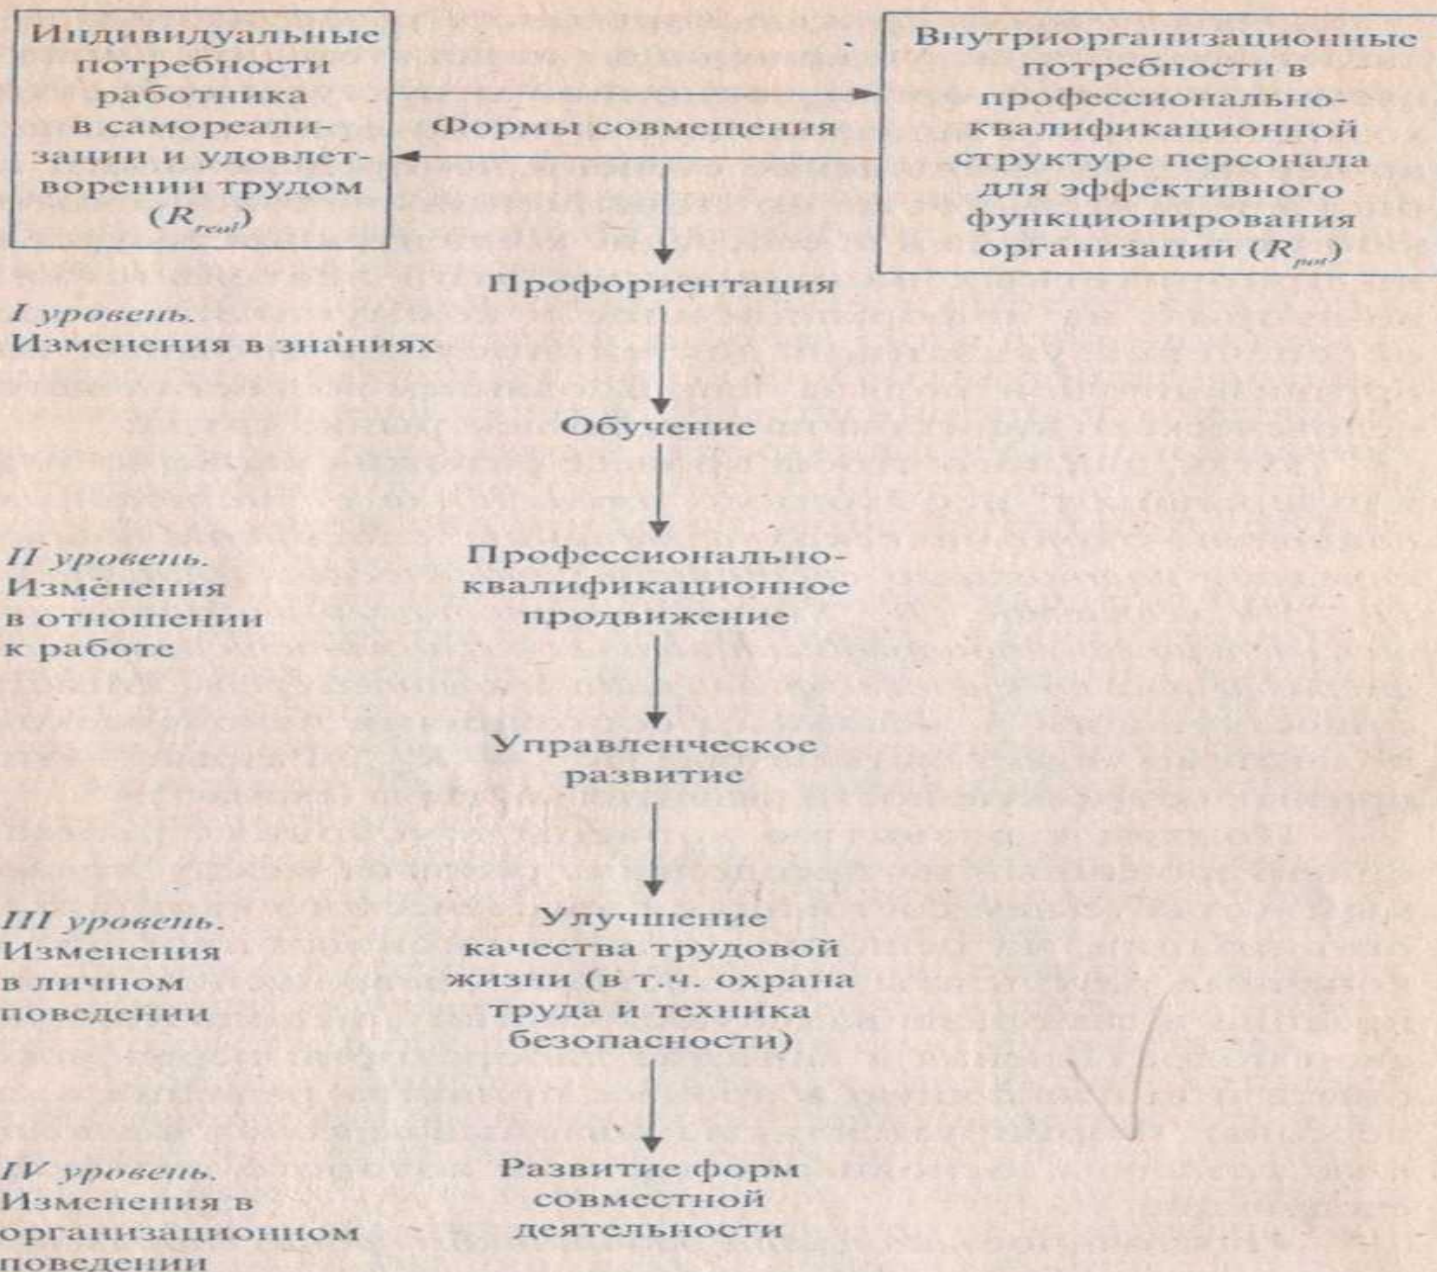 Индивидуальные
потребности
работника
в самореали-
зации и удовлет-
ворении трудом
(R_real)
Формы совмещения
Внутриорганизационные
потребности в
профессионально-
квалификационной
структуре персонала
для эффективного
функционирования
организации (R_pot)
Профориентация
I уровень.
Изменения в знаниях
Обучение
II уровень.
Изменения
в отношении
к работе
Профессионально-
квалификационное
продвижение
Управленческое
развитие
III уровень.
Изменения
в личном
поведении
Улучшение
качества трудовой
жизни (в т.ч. охрана
труда и техника
безопасности)
IV уровень.
Изменения в
организационном
поведении
Развитие форм
совместной
деятельности